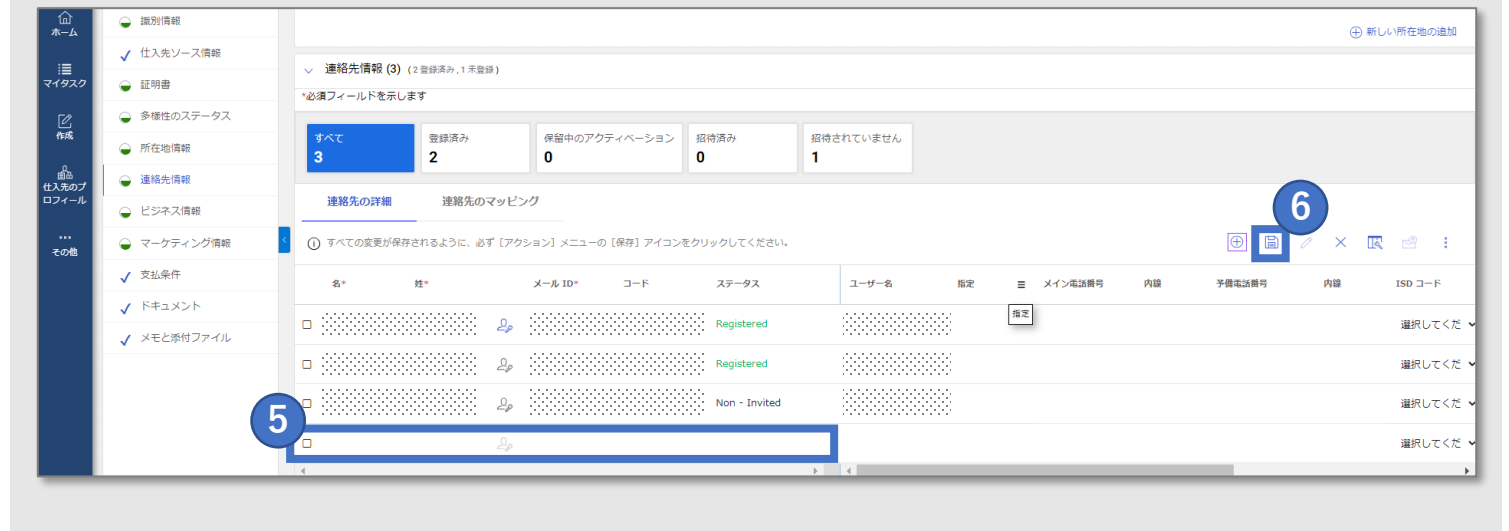 ホーム
マイタスク
作成
仕入先のプ
ロフィール
...
その他
識別情報
仕入先ソース情報
証明書
多様性のステータス
所在地情報
連絡先情報
ビジネス情報
マーケティング情報
支払条件
ドキュメント
メモと添付ファイル
新しい所在地の追加
連絡先情報 (3) ( 2 登録済み , 1 未登録 )
*必須フィールドを示します
すべて 登録済み 保留中のアクティベーション 招待済み 招待されていません
3 2 0 0 1
6
連絡先の詳細 連絡先のマッピング
すべての変更が保存されるように、必ず［アクション］メニューの［保存］アイコンをクリックしてください。
名* 姓* メール ID* コード ステータス ユーザー名 指定 メイン電話番号 内線 予備電話番号 内線 ISD コード
指定
Registered 選択してくだ
Registered 選択してくだ
Non - Invited 選択してくだ
5
選択してくだ